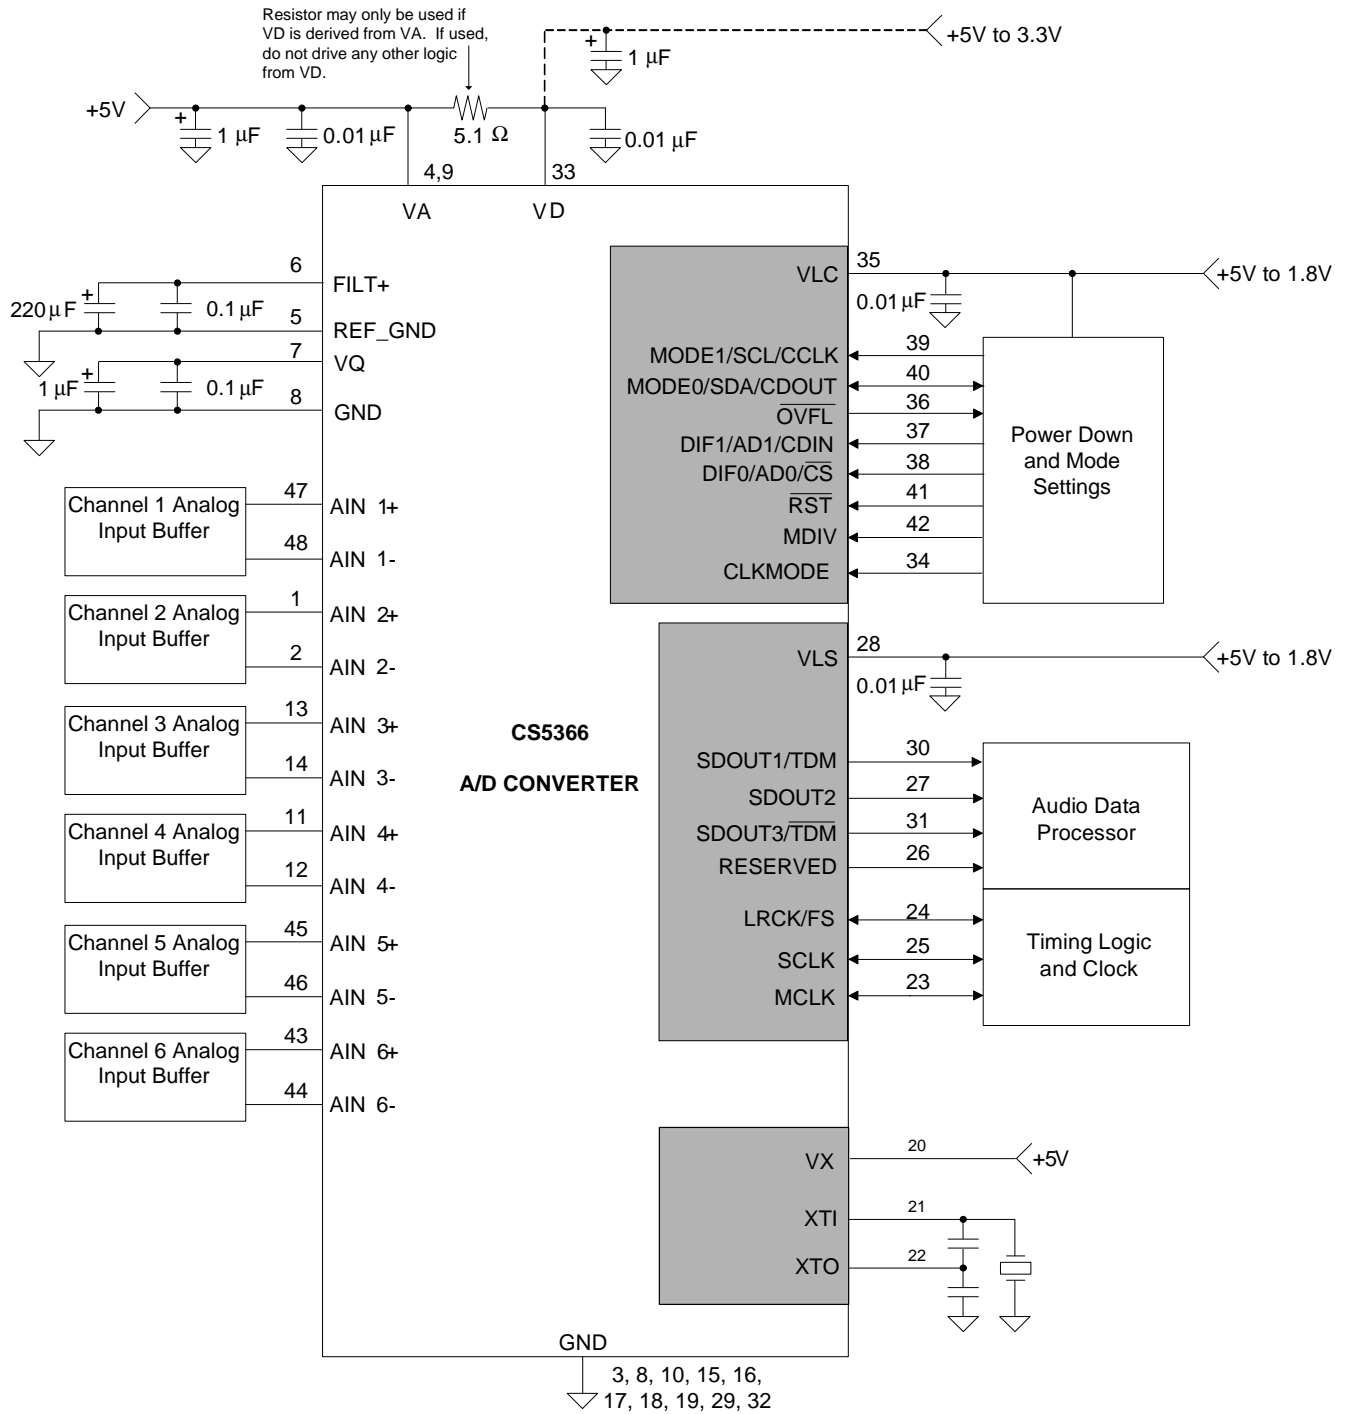 Resistor may only be used if
VD is derived from VA. If used,
do not drive any other logic
from VD.
+5V to 3.3V
+
1 µF
+5V
+
1 µF
0.01 µF
5.1 Ω
0.01 µF
4,9
33
VA
VD
6
FILT+
220 µF
+
0.1 µF
5
REF_GND
7
VQ
1 µF
+
0.1 µF
8
GND
Channel 1 Analog
Input Buffer
47
AIN 1+
48
AIN 1-
Channel 2 Analog
Input Buffer
1
AIN 2+
2
AIN 2-
Channel 3 Analog
Input Buffer
13
AIN 3+
14
AIN 3-
Channel 4 Analog
Input Buffer
11
AIN 4+
12
AIN 4-
Channel 5 Analog
Input Buffer
45
AIN 5+
46
AIN 5-
Channel 6 Analog
Input Buffer
43
AIN 6+
44
AIN 6-
CS5366
A/D CONVERTER
VLC
35
0.01 µF
+5V to 1.8V
MODE1/SCL/CCLK
39
MODE0/SDA/CDOUT
40
OVFL
36
DIF1/AD1/CDIN
37
DIF0/AD0/CS
38
RST
41
MDIV
42
CLKMODE
34
Power Down
and Mode
Settings
VLS
28
0.01 µF
+5V to 1.8V
SDOUT1/TDM
30
SDOUT2
27
SDOUT3/TDM
31
RESERVED
26
Audio Data
Processor
LRCK/FS
24
SCLK
25
MCLK
23
Timing Logic
and Clock
VX
20
+5V
XTI
21
XTO
22
GND
3, 8, 10, 15, 16,
17, 18, 19, 29, 32